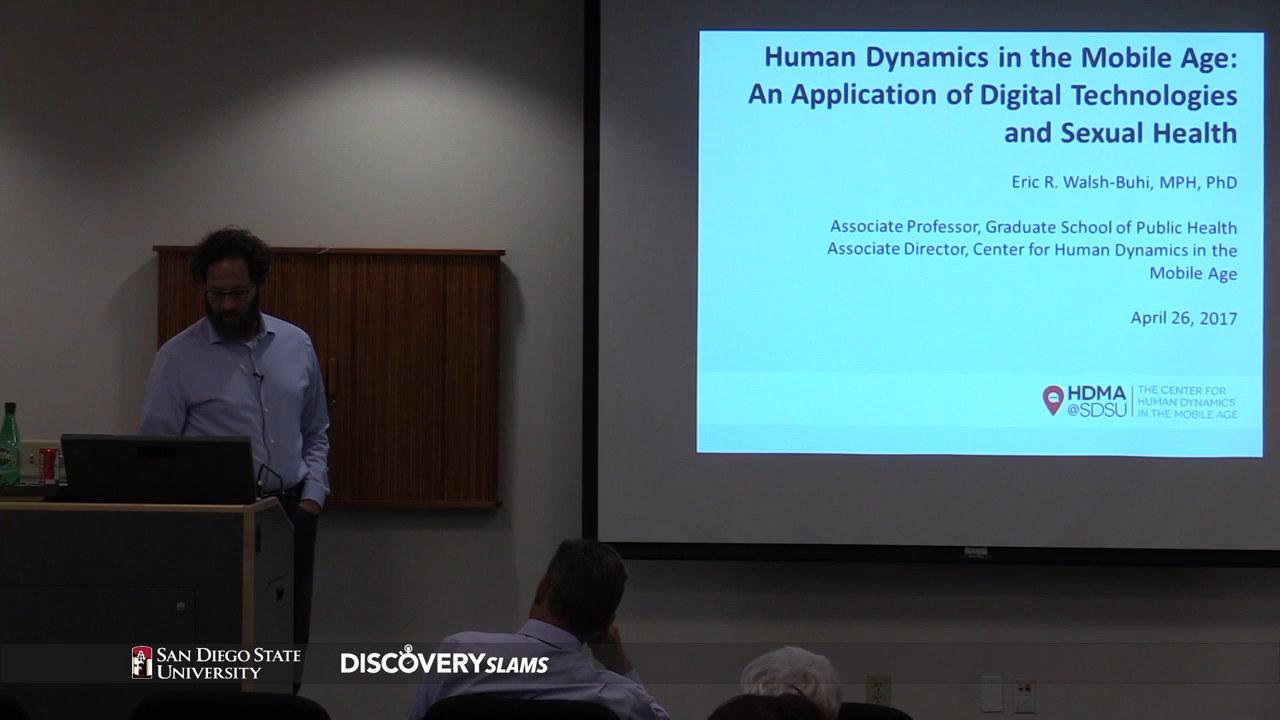 Human Dynamics in the Mobile Age:
An Application of Digital Technologies
and Sexual Health
Eric R. Walsh-Buhi, MPH, PhD
Associate Professor, Graduate School of Public Health
Associate Director, Center for Human Dynamics in the
Mobile Age
April 26, 2017
HDMA
@SDSU
THE CENTER FOR
HUMAN DYNAMICS
IN THE MOBILE AGE
SAN DIEGO STATE
UNIVERSITY
DISCOVERY SLAMS